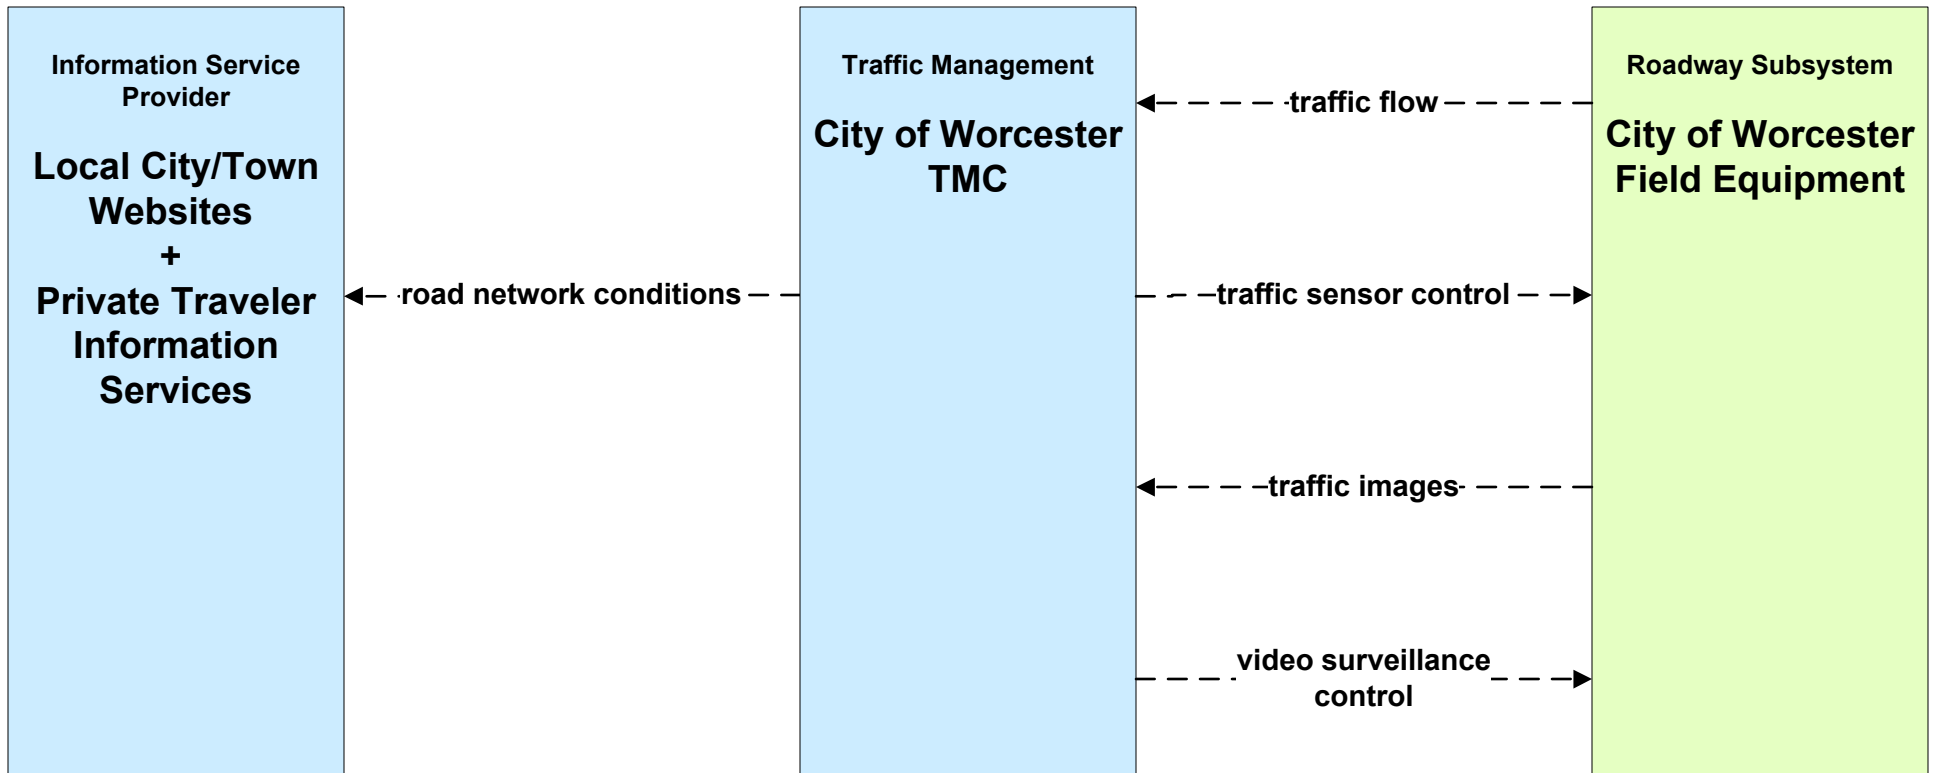 Information Service
Provider
Local City/Town
Websites
+
Private Traveler
Information
Services
road network conditions
Traffic Management
City of Worcester
TMC
traffic flow
traffic sensor control
traffic images
video surveillance
control
Roadway Subsystem
City of Worcester
Field Equipment